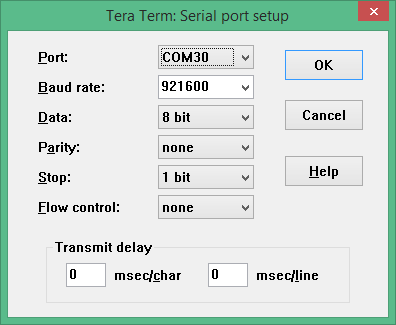 Tera Term: Serial port setup
Port: COM30 OK
Baud rate: 921600
Data: 8 bit Cancel
Parity: none
Stop: 1 bit Help
Flow control: none
Transmit delay
0 msec/char 0 msec/line